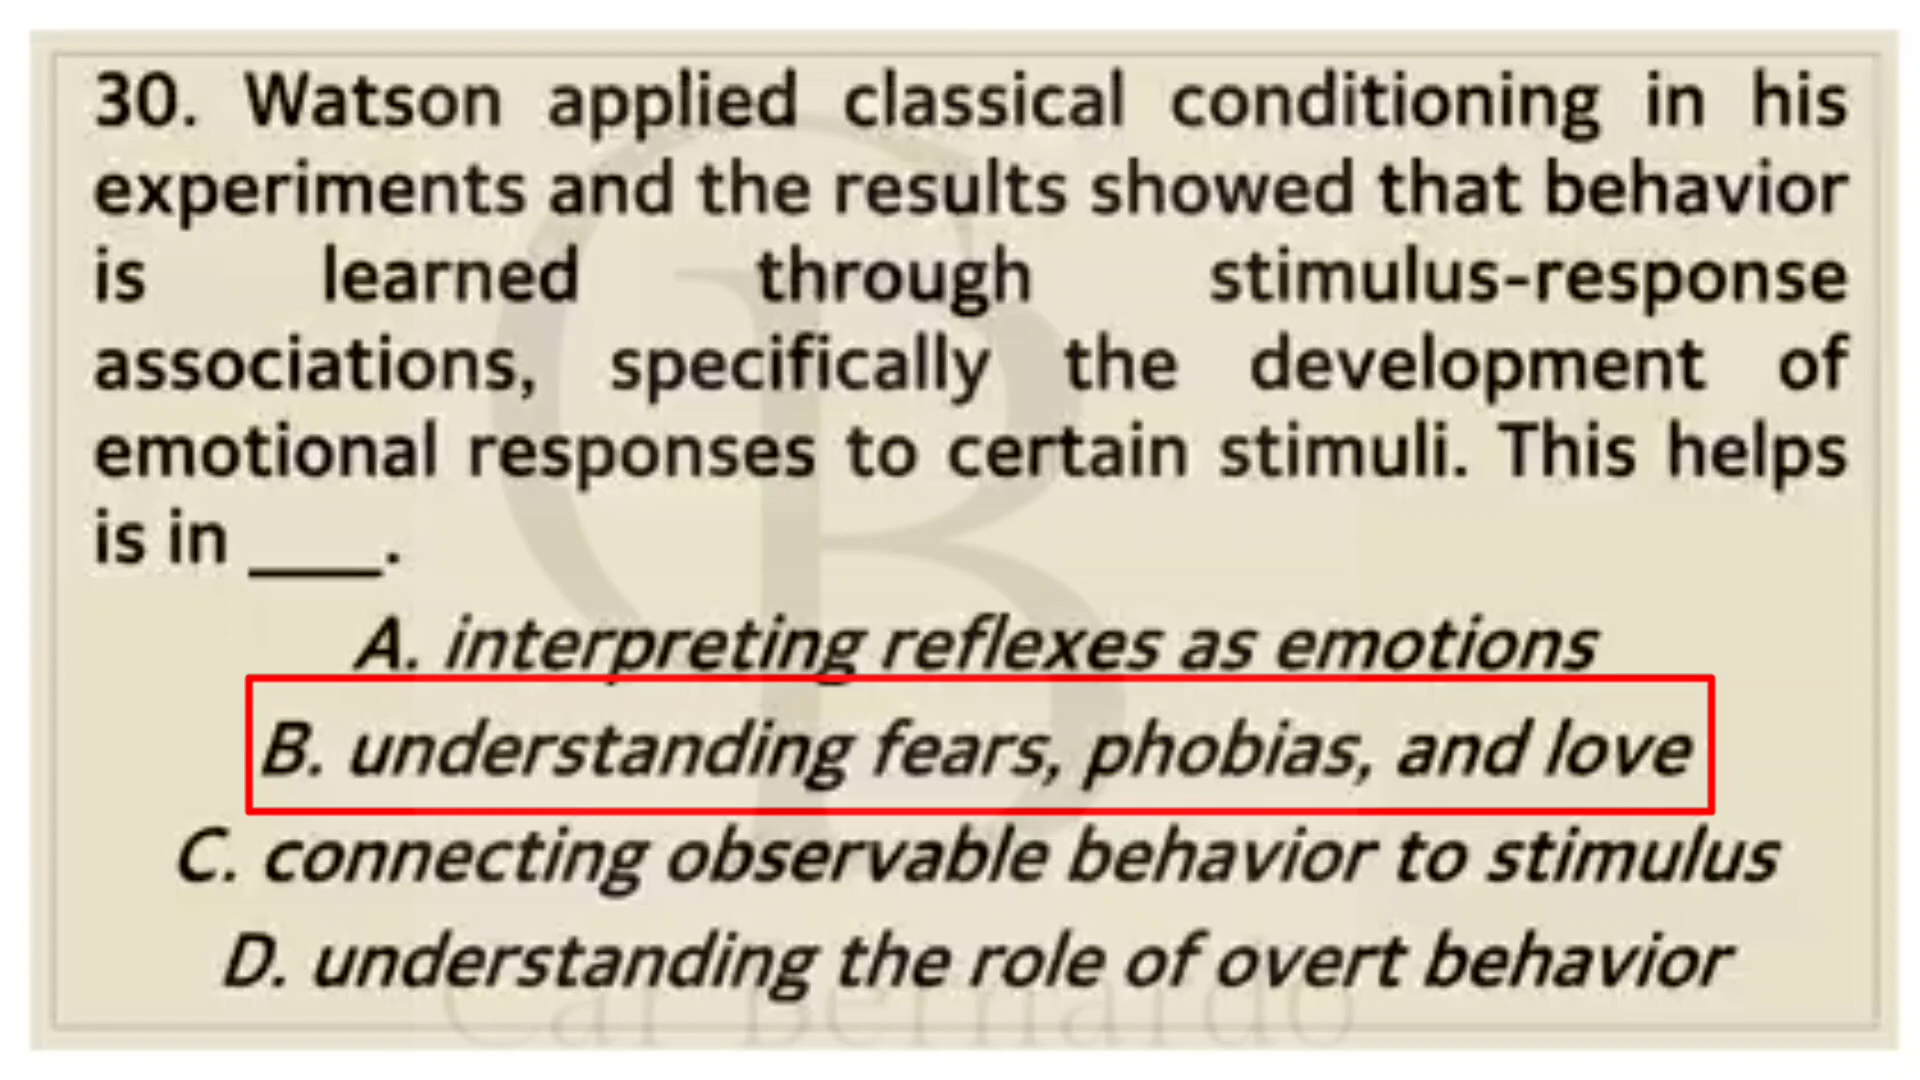 30. Watson applied classical conditioning in his
experiments and the results showed that behavior
is learned through stimulus-response
associations, specifically the development of
emotional responses to certain stimuli. This helps
is in ____.
A. interpreting reflexes as emotions
B. understanding fears, phobias, and love
C. connecting observable behavior to stimulus
D. understanding the role of overt behavior
Car Bernardo